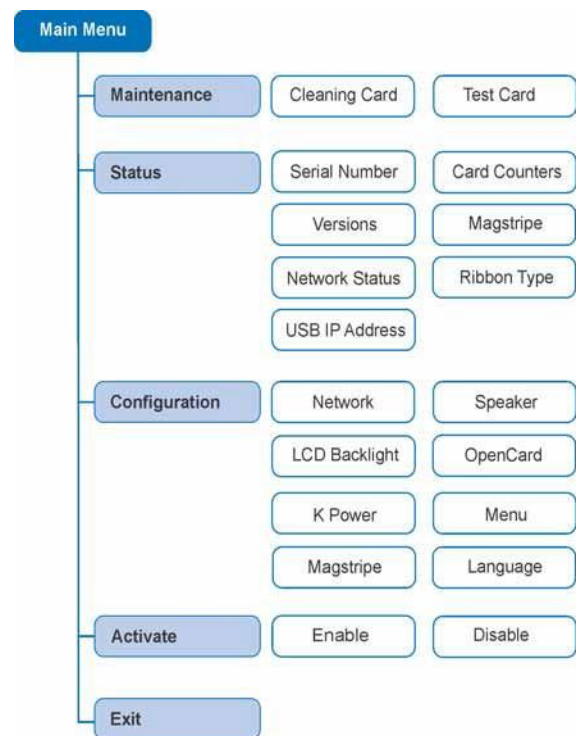 Main Menu
Maintenance Cleaning Card Test Card
Status Serial Number Card Counters
Versions Magstripe
Network Status Ribbon Type
USB IP Address
Configuration Network Speaker
LCD Backlight OpenCard
K Power Menu
Magstripe Language
Activate Enable Disable
Exit